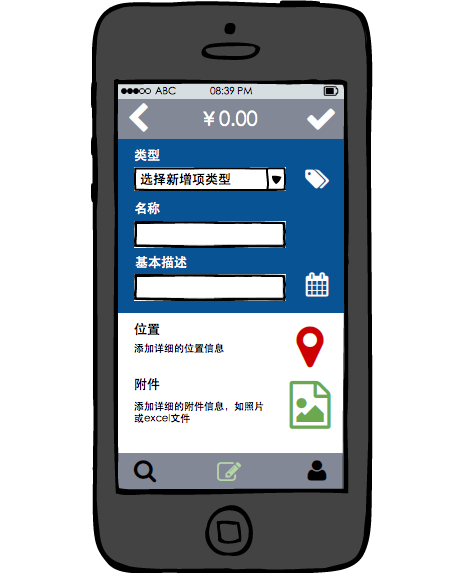 ABC 08:39 PM
￥0.00
类型
选择新增项类型
名称
基本描述
位置
添加详细的位置信息
附件
添加详细的附件信息，如照片
或excel文件